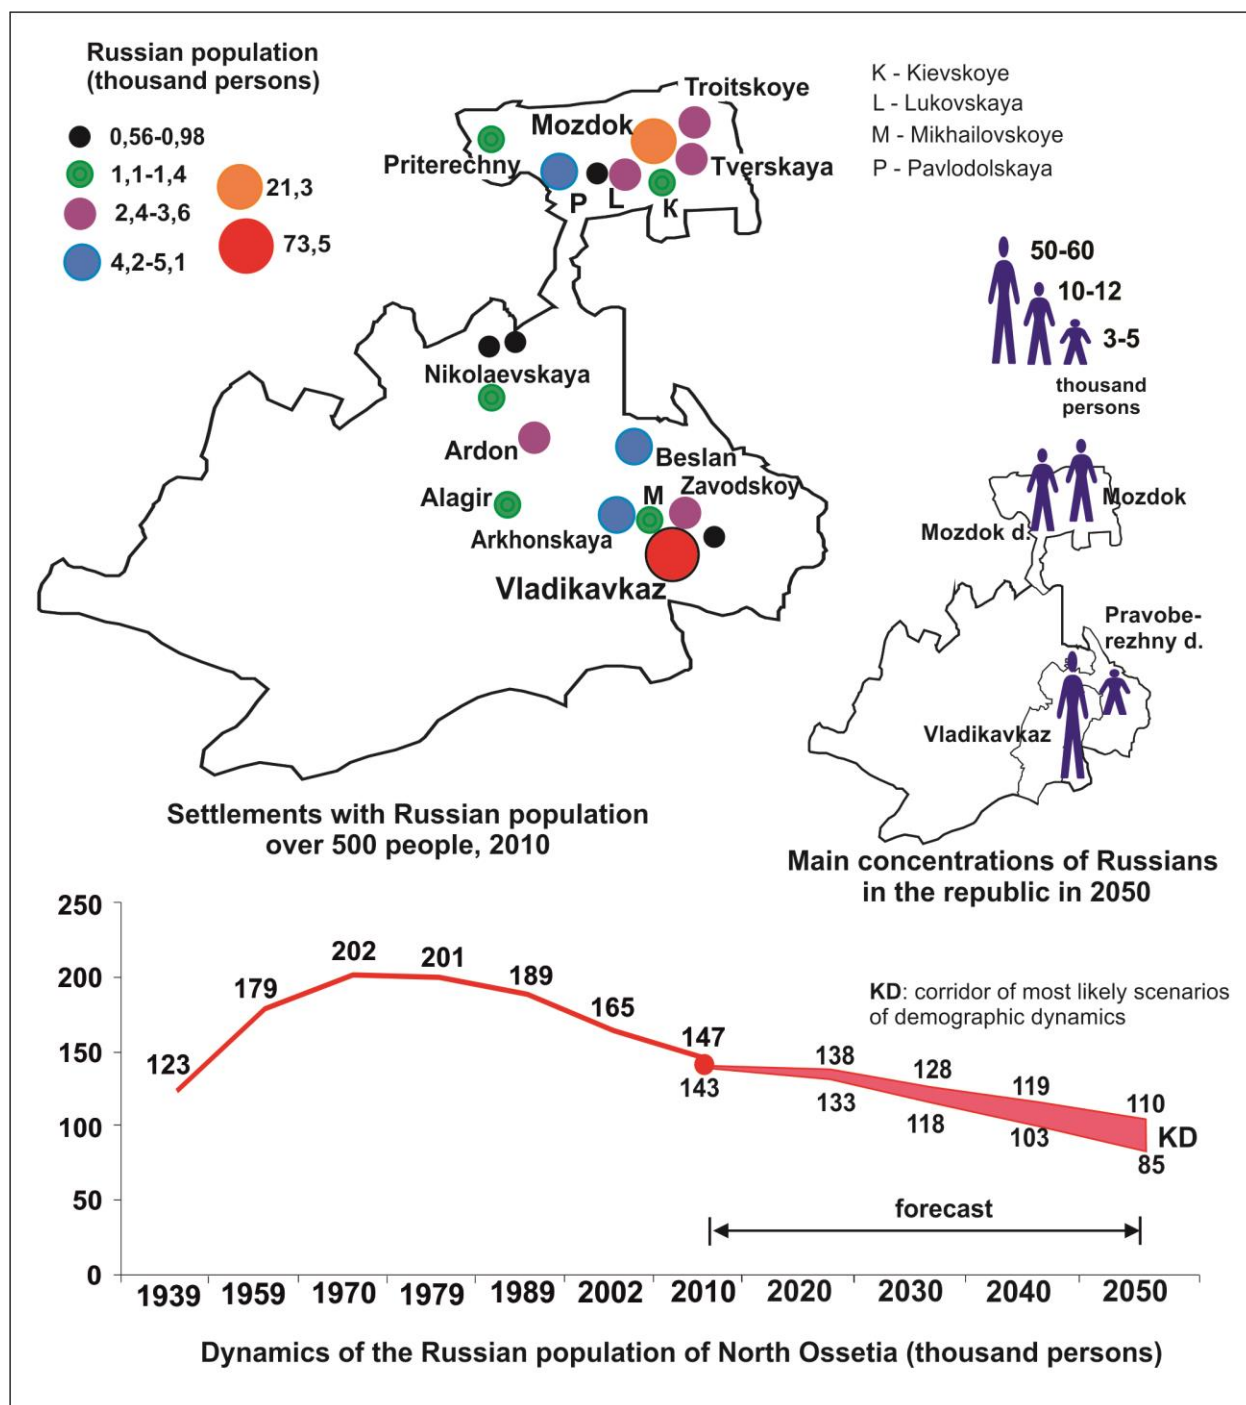 Russian population
(thousand persons)
0,56-0,98
1,1-1,4
2,4-3,6
4,2-5,1
21,3
73,5
K - Kievskoye
L - Lukovskaya
M - Mikhailovskoye
P - Pavlodolskaya
Troitskoye
Mozdok
Priterechny
Tverskaya
P
L
K
Nikolaevskaya
Ardon
Beslan
Alagir
M
Zavodskoy
Arkhonskaya
Vladikavkaz
Settlements with Russian population
over 500 people, 2010
50-60
10-12
3-5
thousand
persons
Mozdok
Mozdok d.
Pravobe-
rezhny d.
Vladikavkaz
Main concentrations of Russians
in the republic in 2050
250
200
150
100
50
0
123
179
202
201
189
165
147
143
138
133
128
118
119
103
110
85
KD
KD: corridor of most likely scenarios
of demographic dynamics
forecast
1939 1959 1970 1979 1989 2002 2010 2020 2030 2040 2050
Dynamics of the Russian population of North Ossetia (thousand persons)